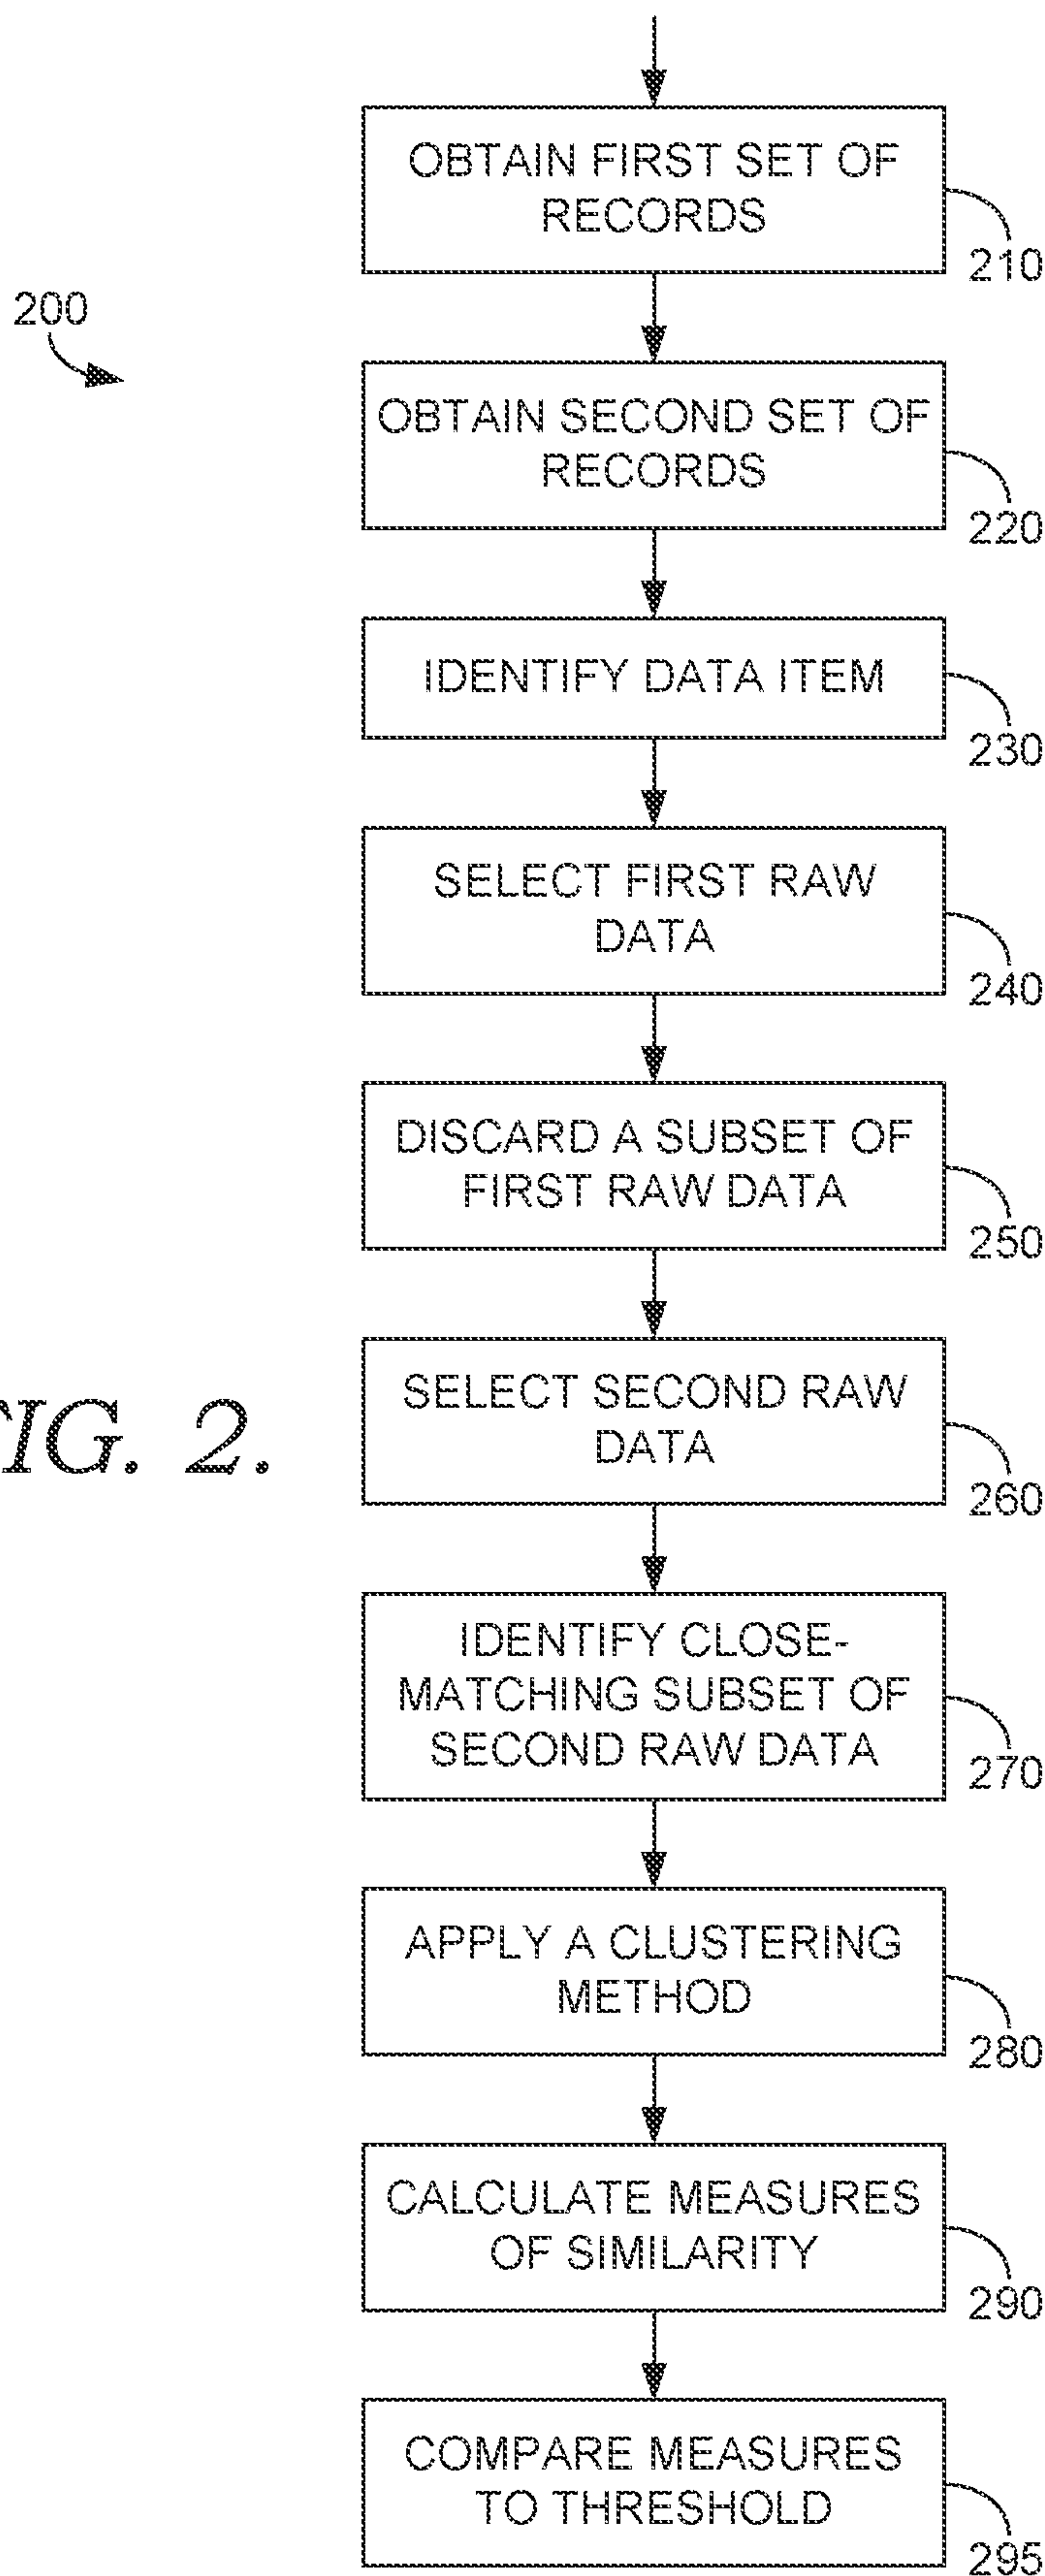 OBTAIN FIRST SET OF
RECORDS
210
200
OBTAIN SECOND SET OF
RECORDS
220
IDENTIFY DATA ITEM
230
SELECT FIRST RAW
DATA
240
DISCARD A SUBSET OF
FIRST RAW DATA
250
SELECT SECOND RAW
DATA
260
IG. 2.
IDENTIFY CLOSE-
MATCHING SUBSET OF
SECOND RAW DATA
270
APPLY A CLUSTERING
METHOD
280
CALCULATE MEASURES
OF SIMILARITY
290
COMPARE MEASURES
TO THRESHOLD
295